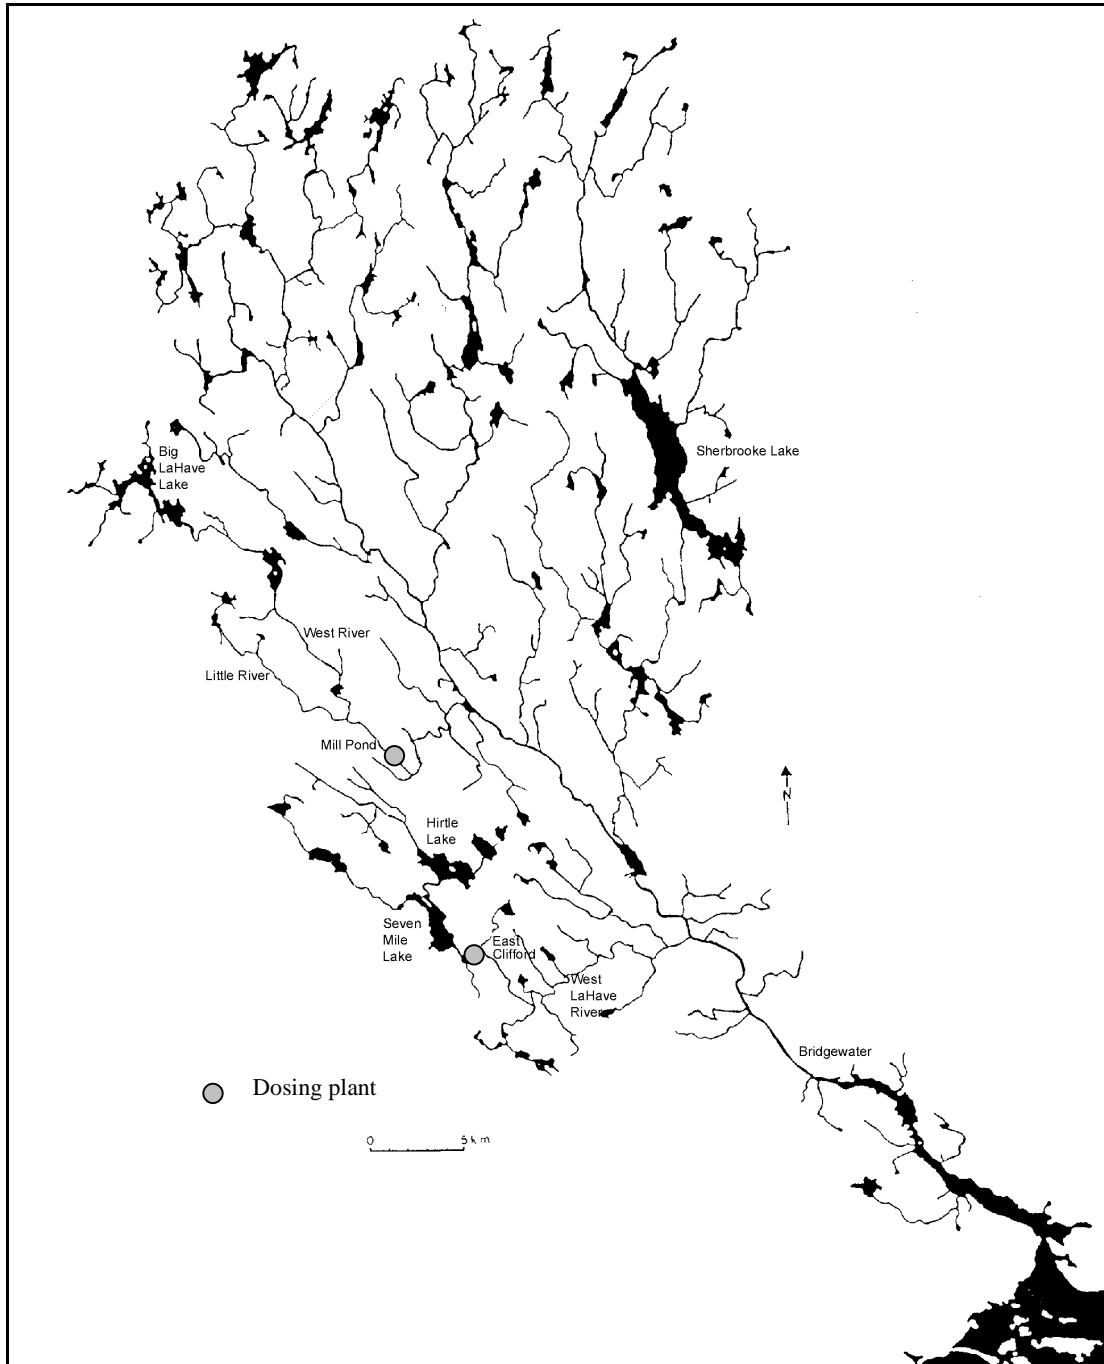 Big
LaHave
Lake
Sherbrooke Lake
West River
Little River
Mill Pond
N
Hirtle
Lake
Seven
Mile
Lake
East
Clifford
West
LaHave
River
Bridgewater
Dosing plant
0 5 km